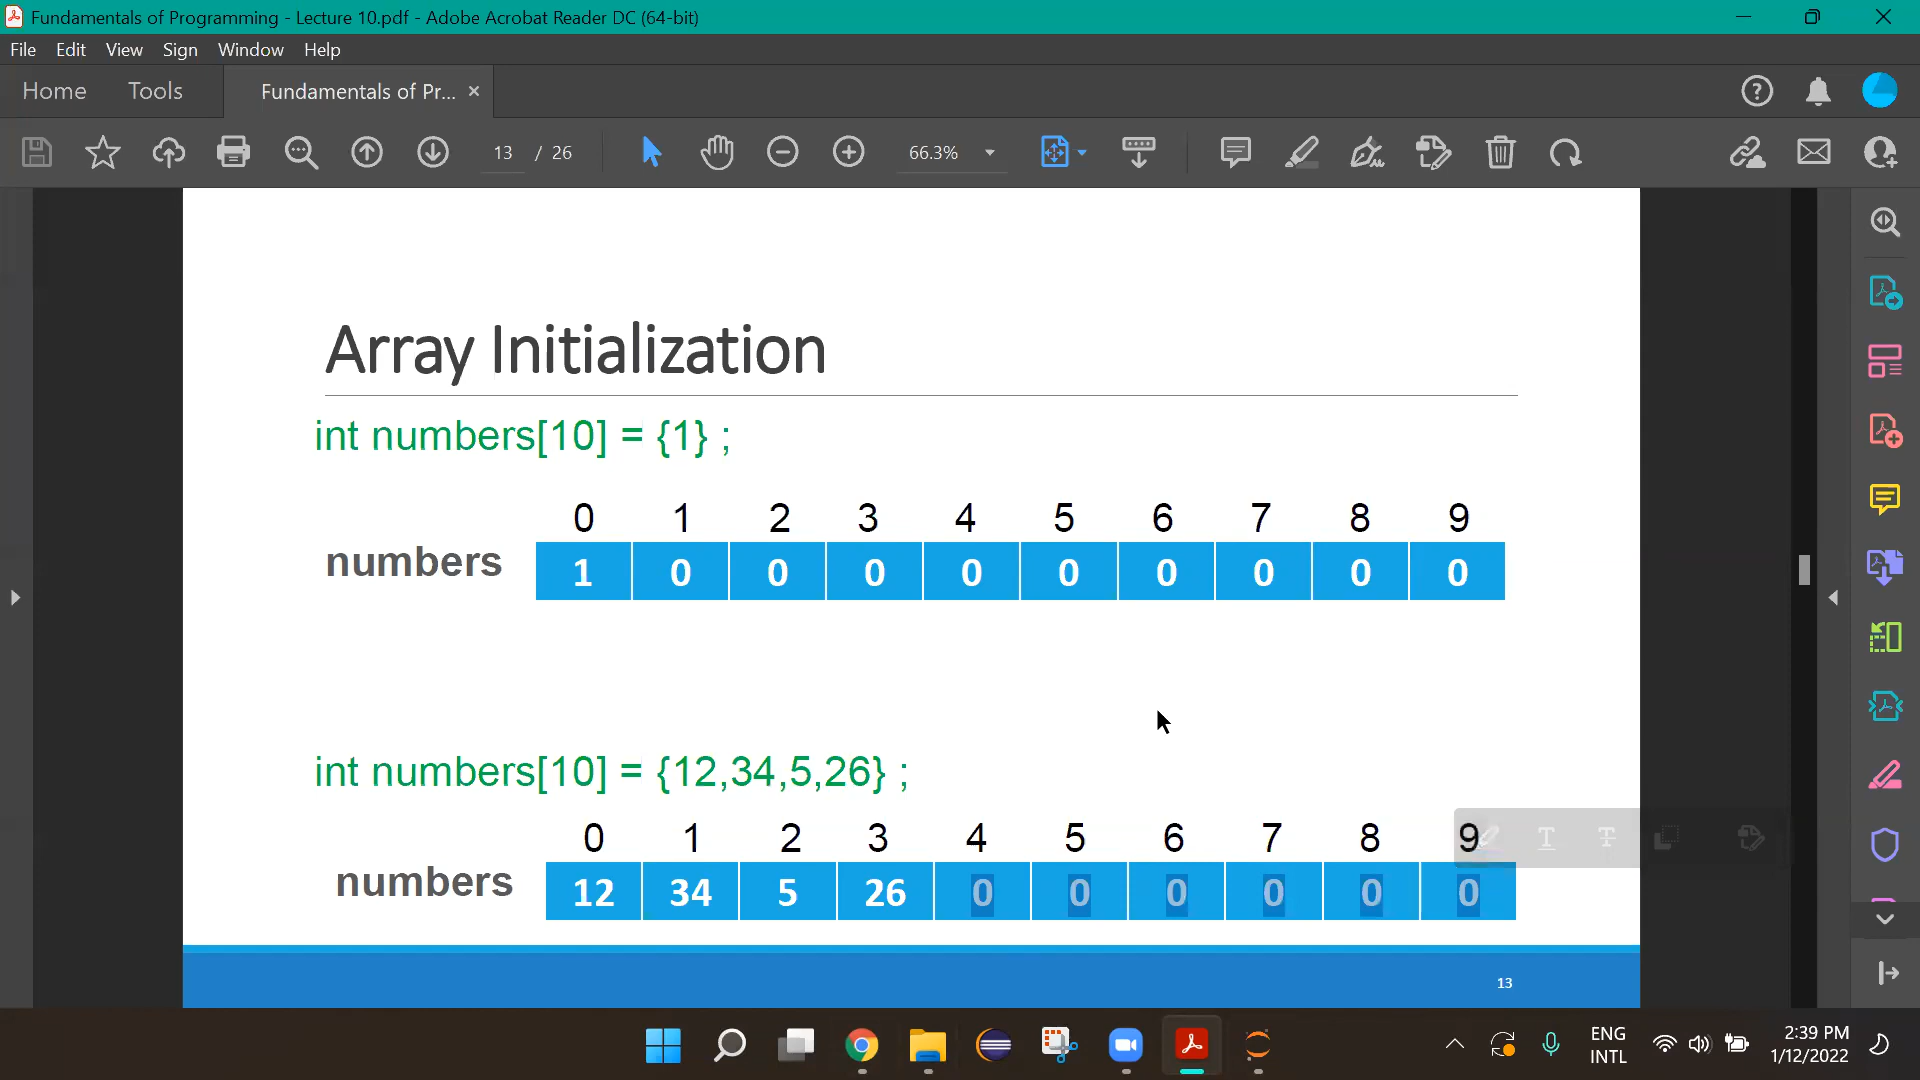 Fundamentals of Programming - Lecture 10.pdf - Adobe Acrobat Reader DC (64-bit)
File Edit View Sign Window Help
Home Tools Fundamentals of Pr... ×
13 / 26 66.3%
Array Initialization
int numbers[10] = {1} ;
0 1 2 3 4 5 6 7 8 9
numbers 1 0 0 0 0 0 0 0 0 0
int numbers[10] = {12,34,5,26} ;
0 1 2 3 4 5 6 7 8 9
numbers 12 34 5 26 0 0 0 0 0 0
13
ENG 2:39 PM
INTL 1/12/2022